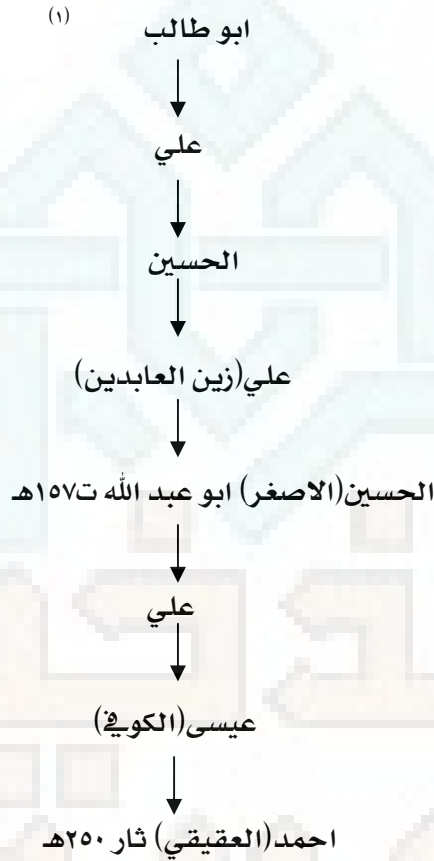 (١)
ابو طالب
علي
الحسين
علي(زين العابدين)
الحسين(الاصغر) ابو عبد الله ت١٥٧هـ
علي
عيسى(الكوفي)
احمد(العقيقي) ثار ٢٥٠هـ